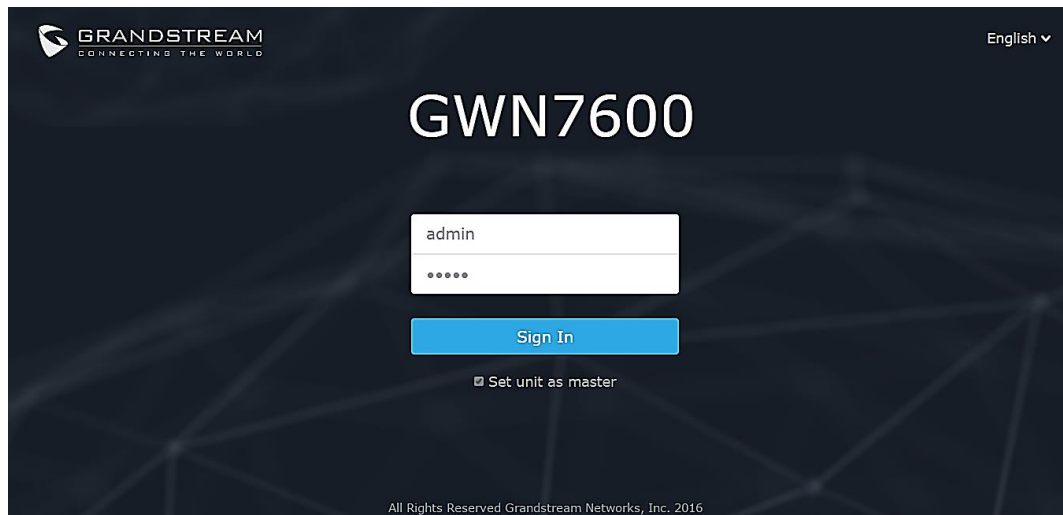 GRANDSTREAM
CONNECTING THE WORLD
English
GWN7600
admin
Sign In
Set unit as master
All Rights Reserved Grandstream Networks, Inc. 2016